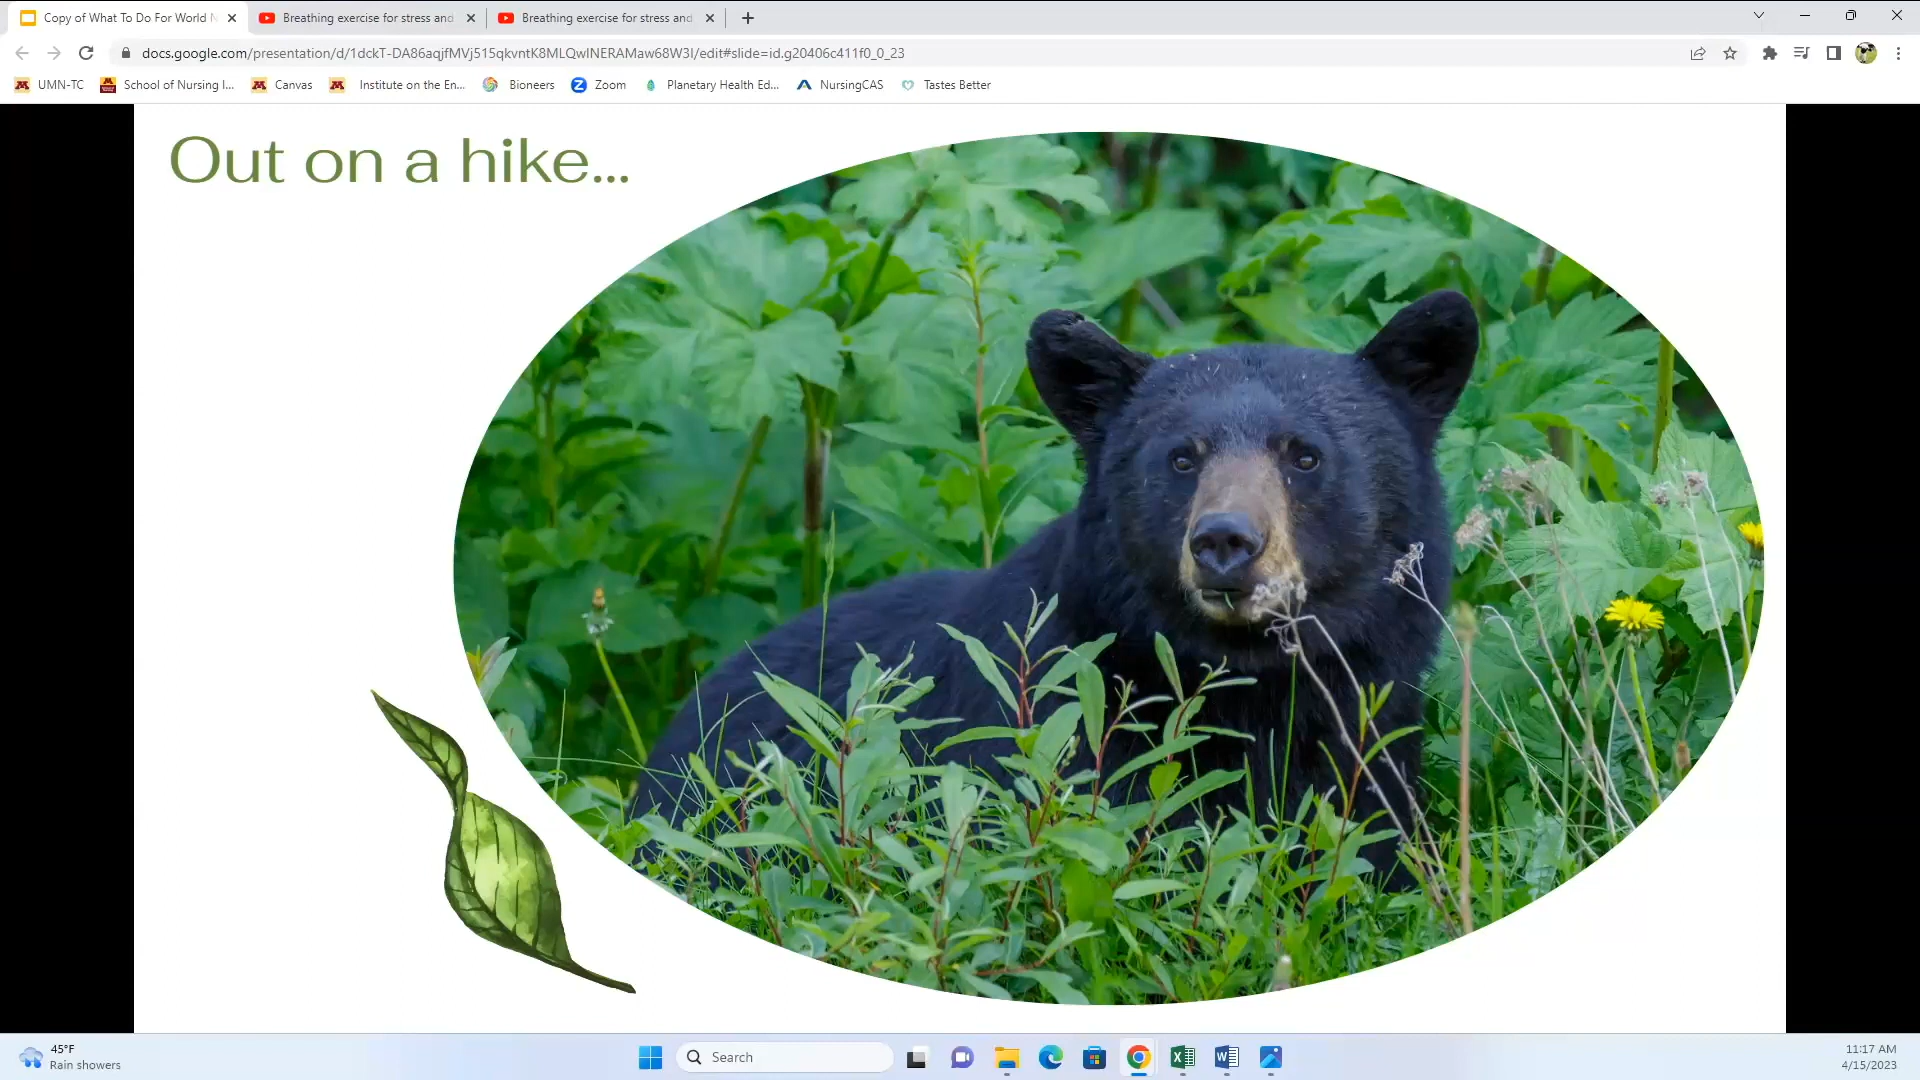 Copy of What To Do For World N
Breathing exercise for stress and
Breathing exercise for stress and
docs.google.com/presentation/d/1dckT-DA86aqjfMVj515qkvntK8MLQwINERAMaw68W3I/edit#slide=id.g20406c411f0_0_23
UMN-TC
School of Nursing I...
Canvas
Institute on the En...
Bioneers
Zoom
Planetary Health Ed...
NursingCAS
Tastes Better
Out on a hike...
45°F
Rain showers
Search
11:17 AM
4/15/2023